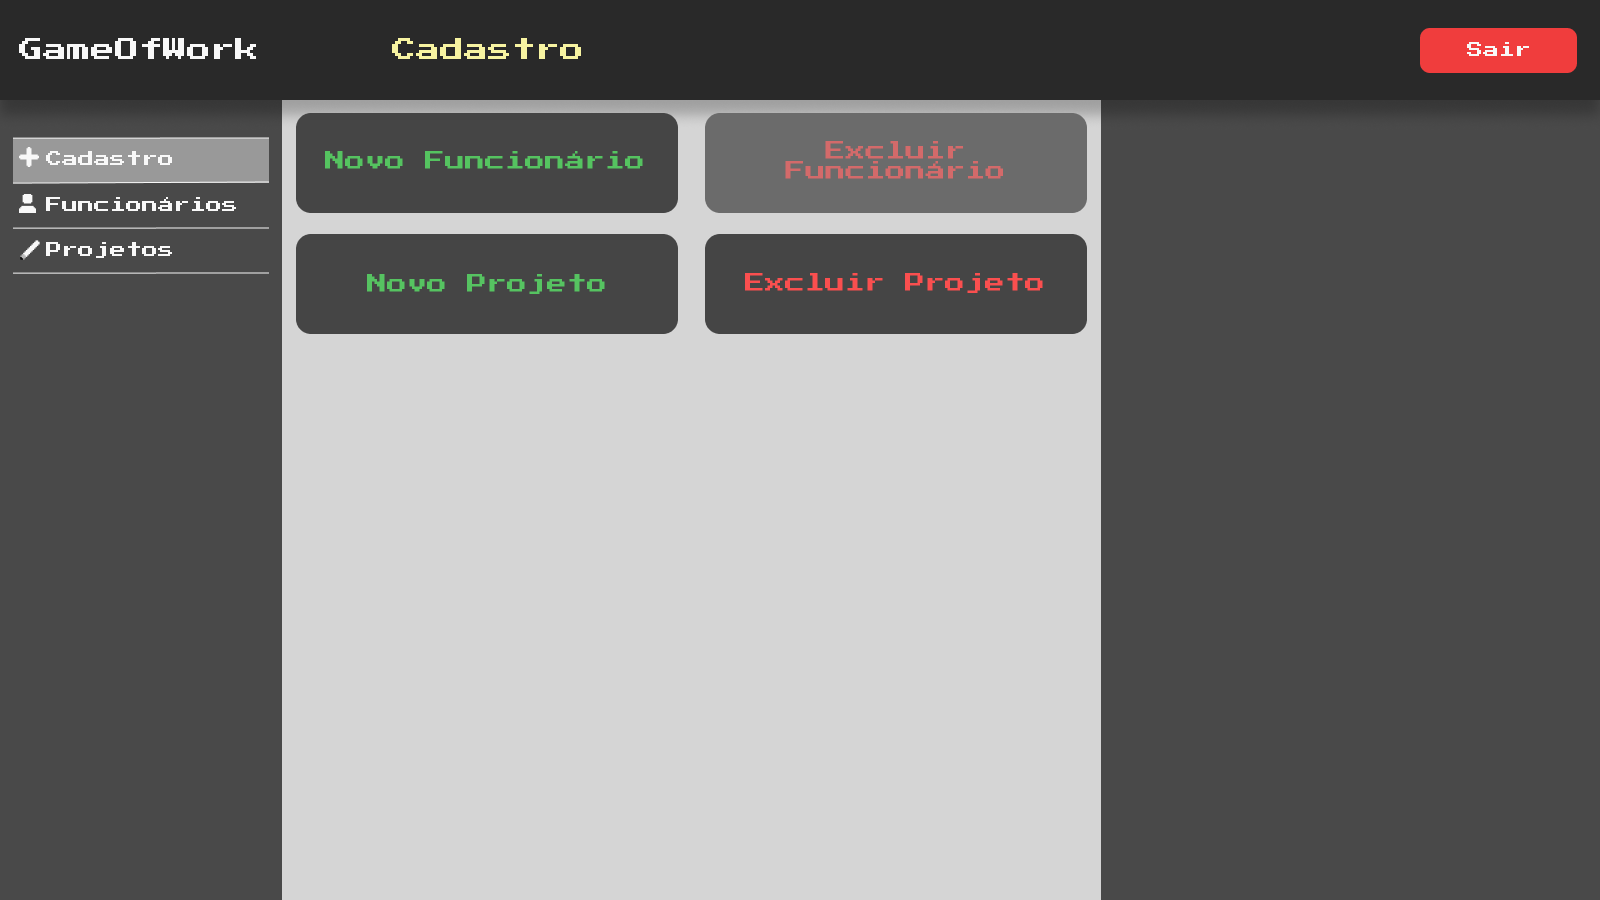 GameOfWork
Cadastro
Sair
Cadastro
Funcionários
Projetos
Novo Funcionário
Excluir
Funcionário
Novo Projeto
Excluir Projeto